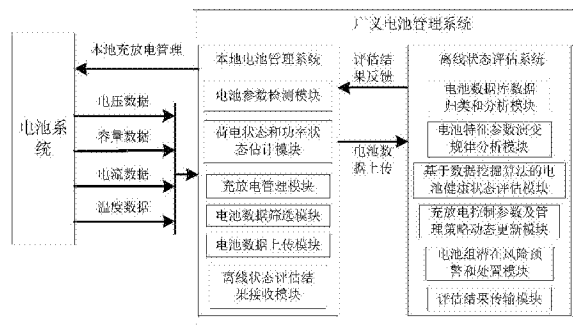 广义电池管理系统
本地充放电管理
电池系
统
电压数据
容量数据
电流数据
温度数据
本地电池管理系统
电池参数检测模块
荷电状态和功率状
态估计模块
充放电管理模块
电池数据筛选模块
电池数据上传模块
离线状态评估结
果接收模块
评估结
果反馈
电池数
据上传
离线状态评估系统
电池数据库数据
归类和分析模块
电池特征参数演变
规律分析模块
基于数据挖掘算法的电
池健康状态评估模块
充放电控制参数及管
理策略动态更新模块
电池组潜在风险预
警和处置模块
评估结果传输模块